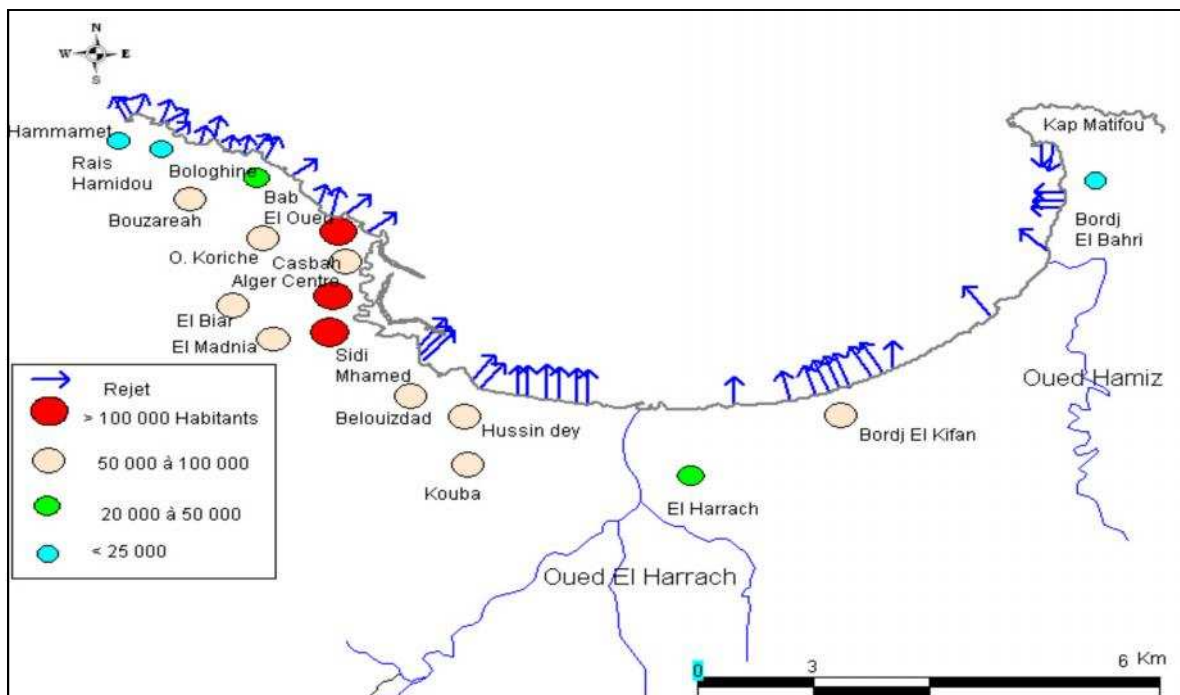 N
W E
S
Hammamet
Rais
Hamidou
Bologhine
Bouzareah
Bab
El Oued
O. Koriche
Casbah
Alger Centre
El Biar
El Madnia
Sidi
Mhamed
Belouizdad
Hussin dey
Kouba
El Harrach
Bordj El Kifan
Kap Matifou
Bordj
El Bahri
Oued Hamiz
Oued El Harrach
Rejet
> 100 000 Habitants
50 000 à 100 000
20 000 à 50 000
< 25 000
0 3 6 Km